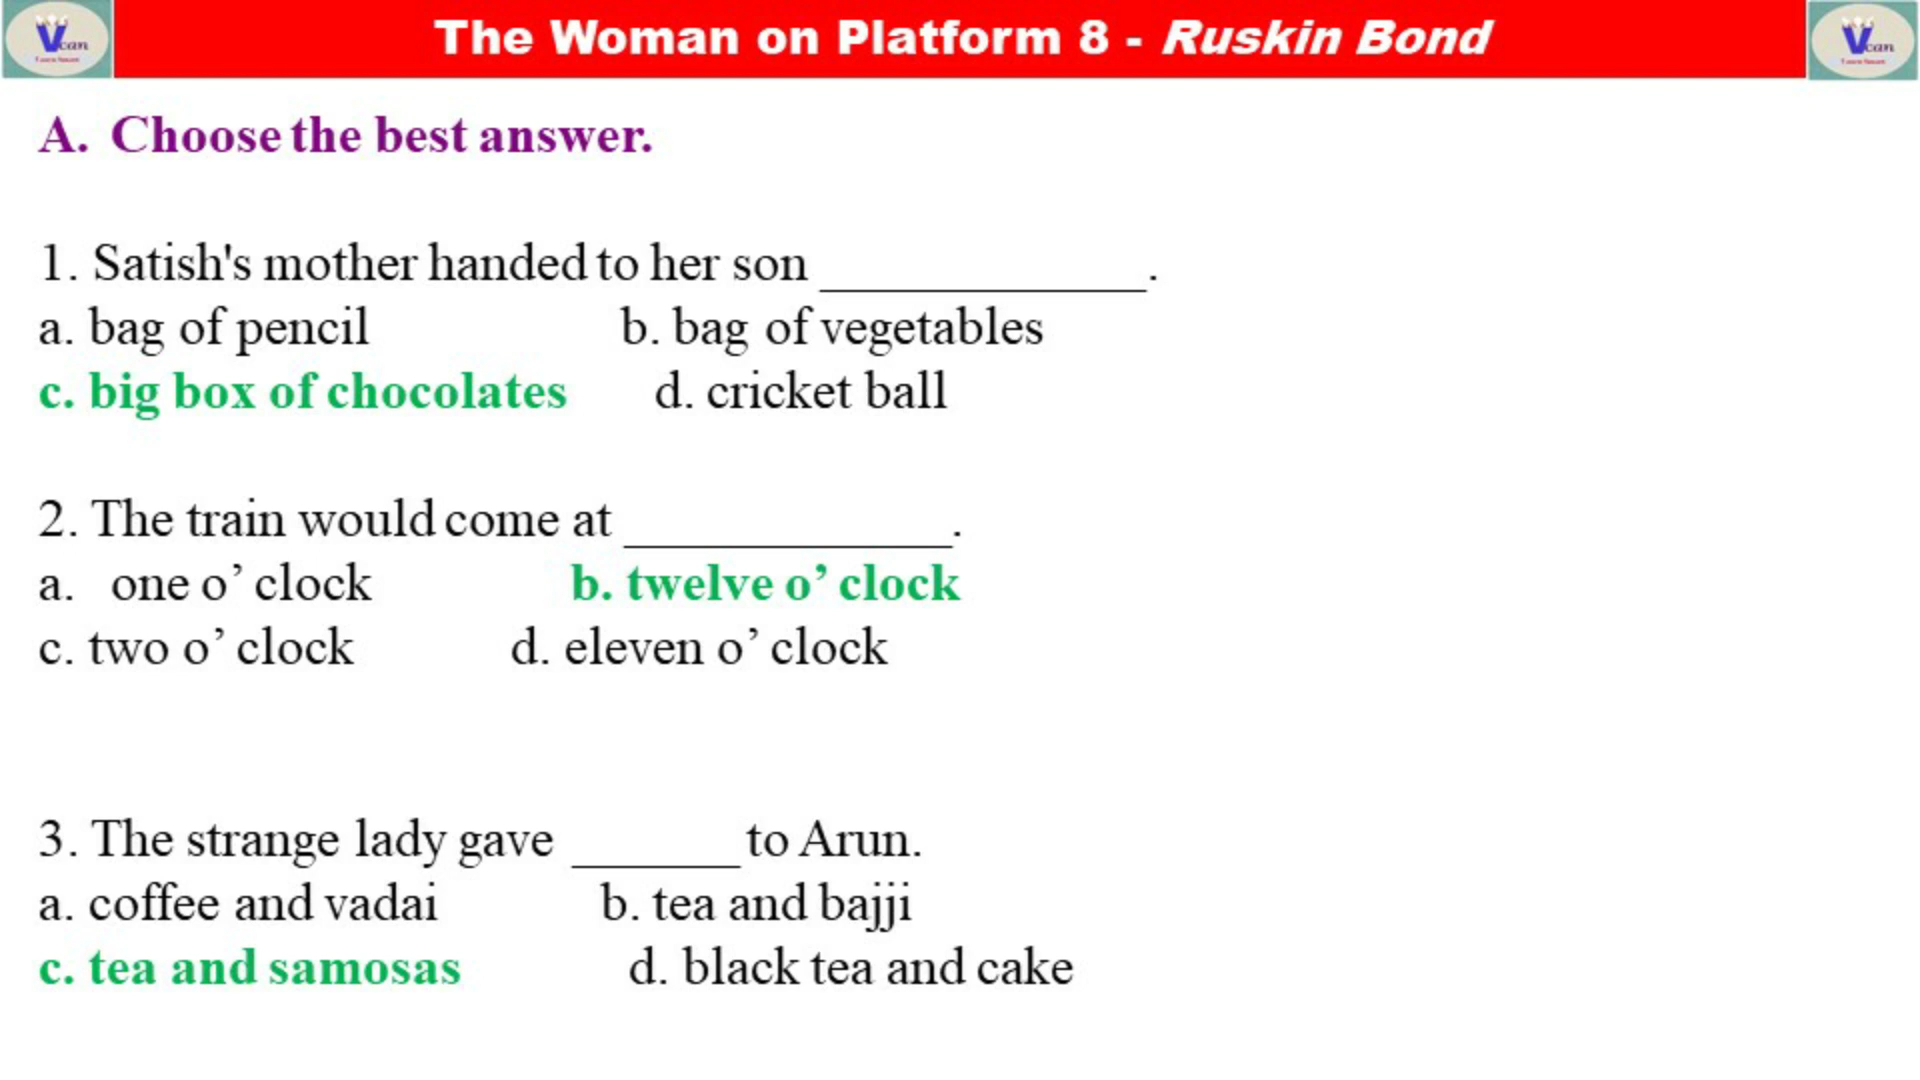 The Woman on Platform 8 - Ruskin Bond
Vcan
Vcan
A. Choose the best answer.
1. Satish's mother handed to her son _____________.
a. bag of pencil b. bag of vegetables
c. big box of chocolates d. cricket ball
2. The train would come at _____________.
a. one o’ clock b. twelve o’ clock
c. two o’ clock d. eleven o’ clock
3. The strange lady gave _______ to Arun.
a. coffee and vadai b. tea and bajji
c. tea and samosas d. black tea and cake